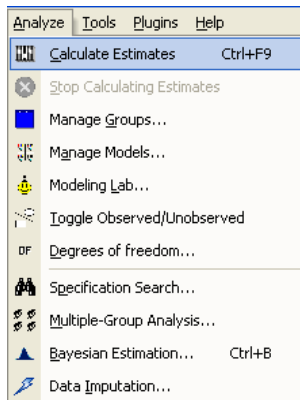 Analyze Tools Plugins Help
Calculate Estimates Ctrl+F9
Stop Calculating Estimates
Manage Groups...
Manage Models...
Modeling Lab...
Toggle Observed/Unobserved
DF Degrees of freedom...
Specification Search...
Multiple-Group Analysis...
Bayesian Estimation... Ctrl+B
Data Imputation...